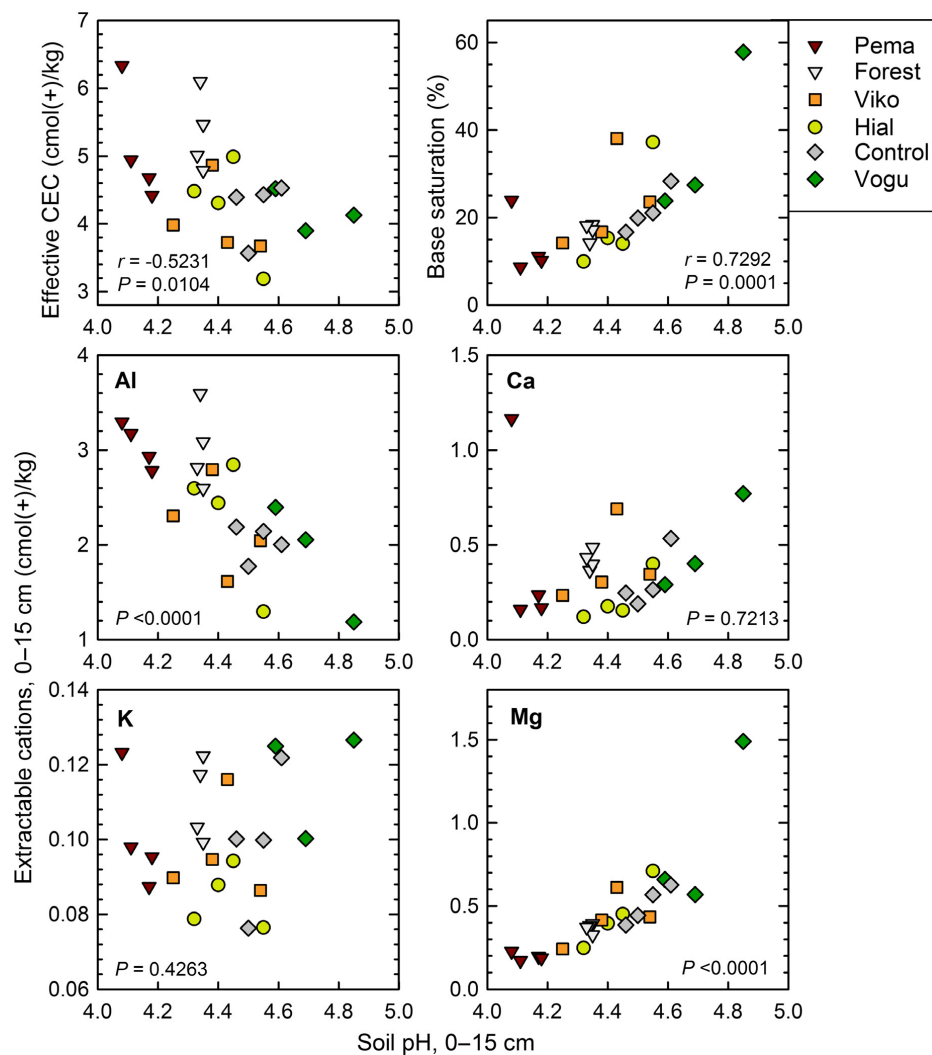 Effective CEC (cmol(+)/kg)
7
6
5
4
3
r = -0.5231
P = 0.0104
4.0 4.2 4.4 4.6 4.8 5.0
Base saturation (%)
60
40
20
0
r = 0.7292
P = 0.0001
4.0 4.2 4.4 4.6 4.8 5.0
Pema
Forest
Viko
Hial
Control
Vogu
Extractable cations, 0–15 cm (cmol(+)/kg)
4
3
2
1
Al
P <0.0001
4.0 4.2 4.4 4.6 4.8 5.0
1.5
1.0
0.5
0.0
Ca
P = 0.7213
4.0 4.2 4.4 4.6 4.8 5.0
0.14
0.12
0.10
0.08
0.06
K
P = 0.4263
4.0 4.2 4.4 4.6 4.8 5.0
1.5
1.0
0.5
0.0
Mg
P <0.0001
4.0 4.2 4.4 4.6 4.8 5.0
Soil pH, 0–15 cm